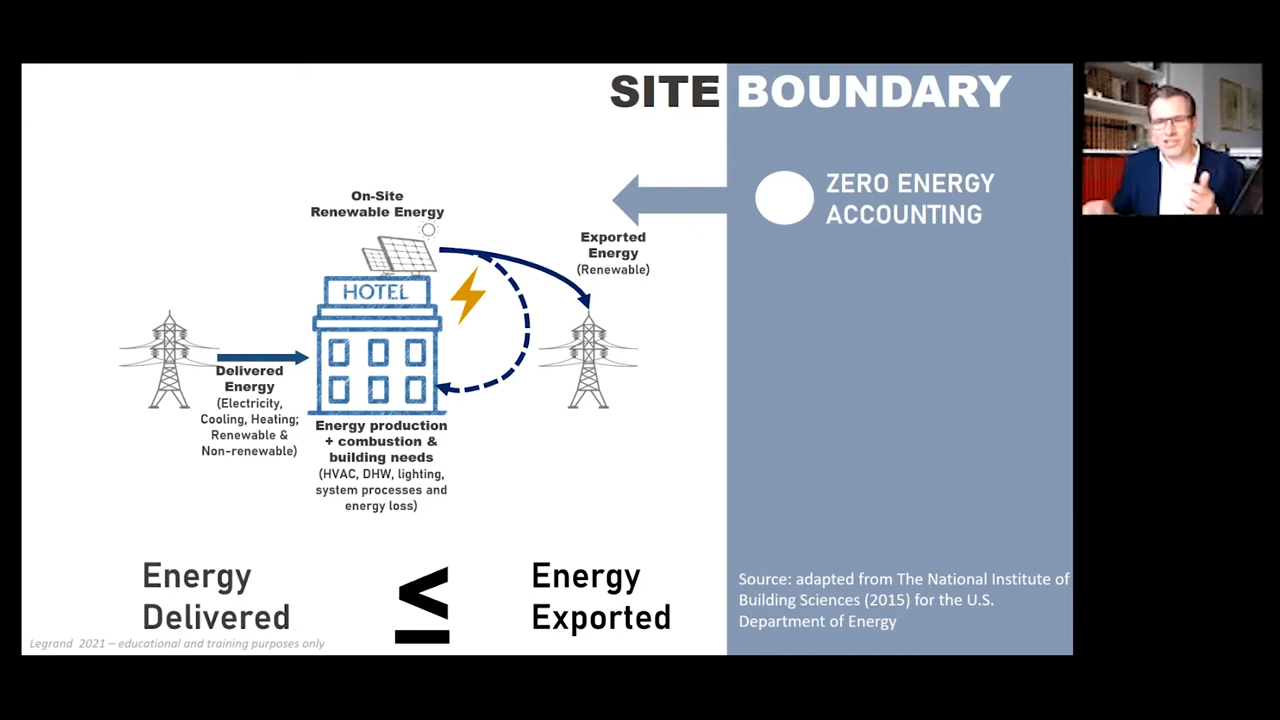 SITE BOUNDARY
ZERO ENERGY
ACCOUNTING
On-Site
Renewable Energy
Exported
Energy
(Renewable)
HOTEL
Delivered
Energy
(Electricity,
Cooling, Heating;
Renewable &
Non-renewable)
Energy production
+ combustion &
building needs
(HVAC, DHW, lighting,
system processes and
energy loss)
Energy
Delivered
≤
Energy
Exported
Source: adapted from The National Institute of
Building Sciences (2015) for the U.S.
Department of Energy
Legrand 2021 – educational and training purposes only